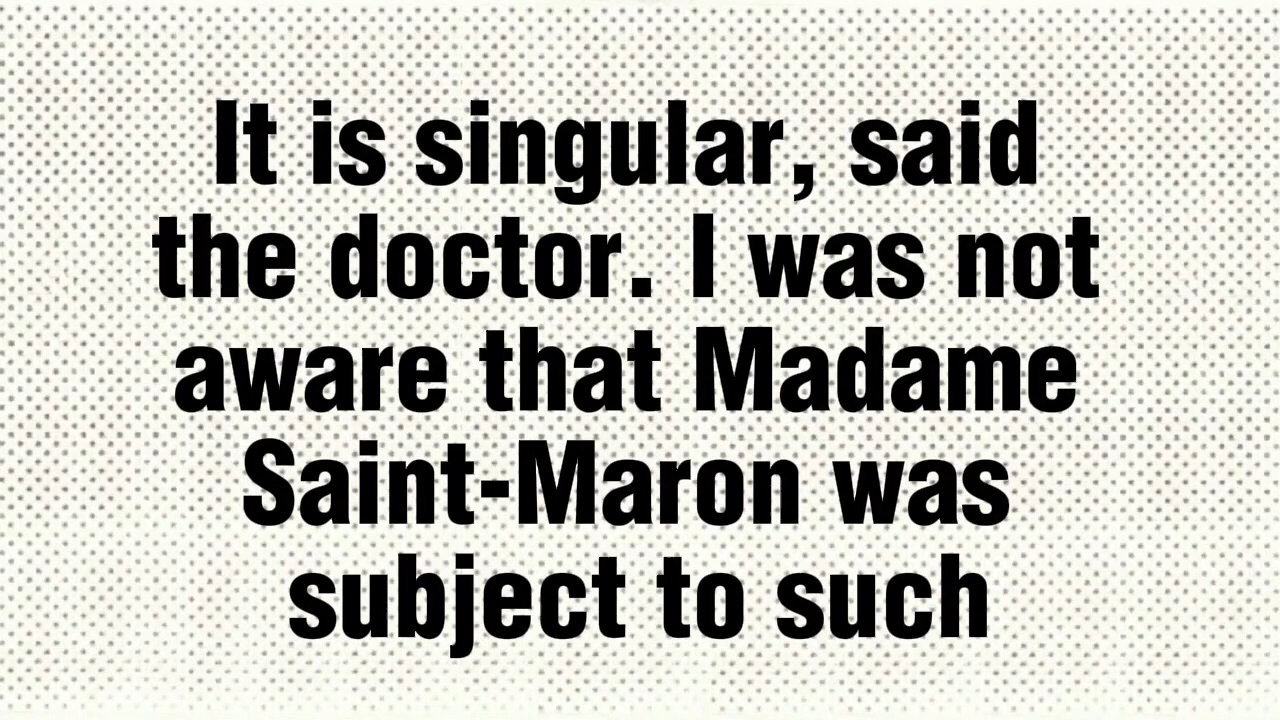 It is singular, said
the doctor. I was not
aware that Madame
Saint-Maron was
subject to such